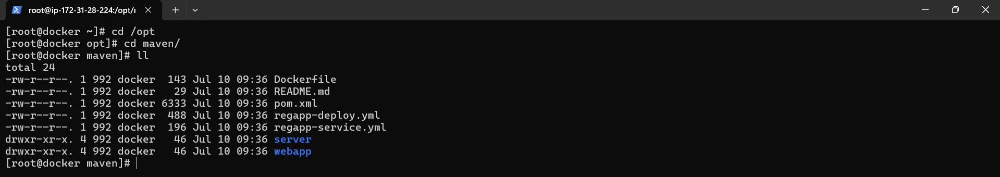 root@ip-172-31-28-224:/opt/r
[root@docker ~]# cd /opt
[root@docker opt]# cd maven/
[root@docker maven]# ll
total 24
-rw-r--r--. 1 992 docker  143 Jul 10 09:36 Dockerfile
-rw-r--r--. 1 992 docker   29 Jul 10 09:36 README.md
-rw-r--r--. 1 992 docker 6333 Jul 10 09:36 pom.xml
-rw-r--r--. 1 992 docker  488 Jul 10 09:36 regapp-deploy.yml
-rw-r--r--. 1 992 docker  196 Jul 10 09:36 regapp-service.yml
drwxr-xr-x. 4 992 docker   46 Jul 10 09:36 server
drwxr-xr-x. 4 992 docker   46 Jul 10 09:36 webapp
[root@docker maven]#